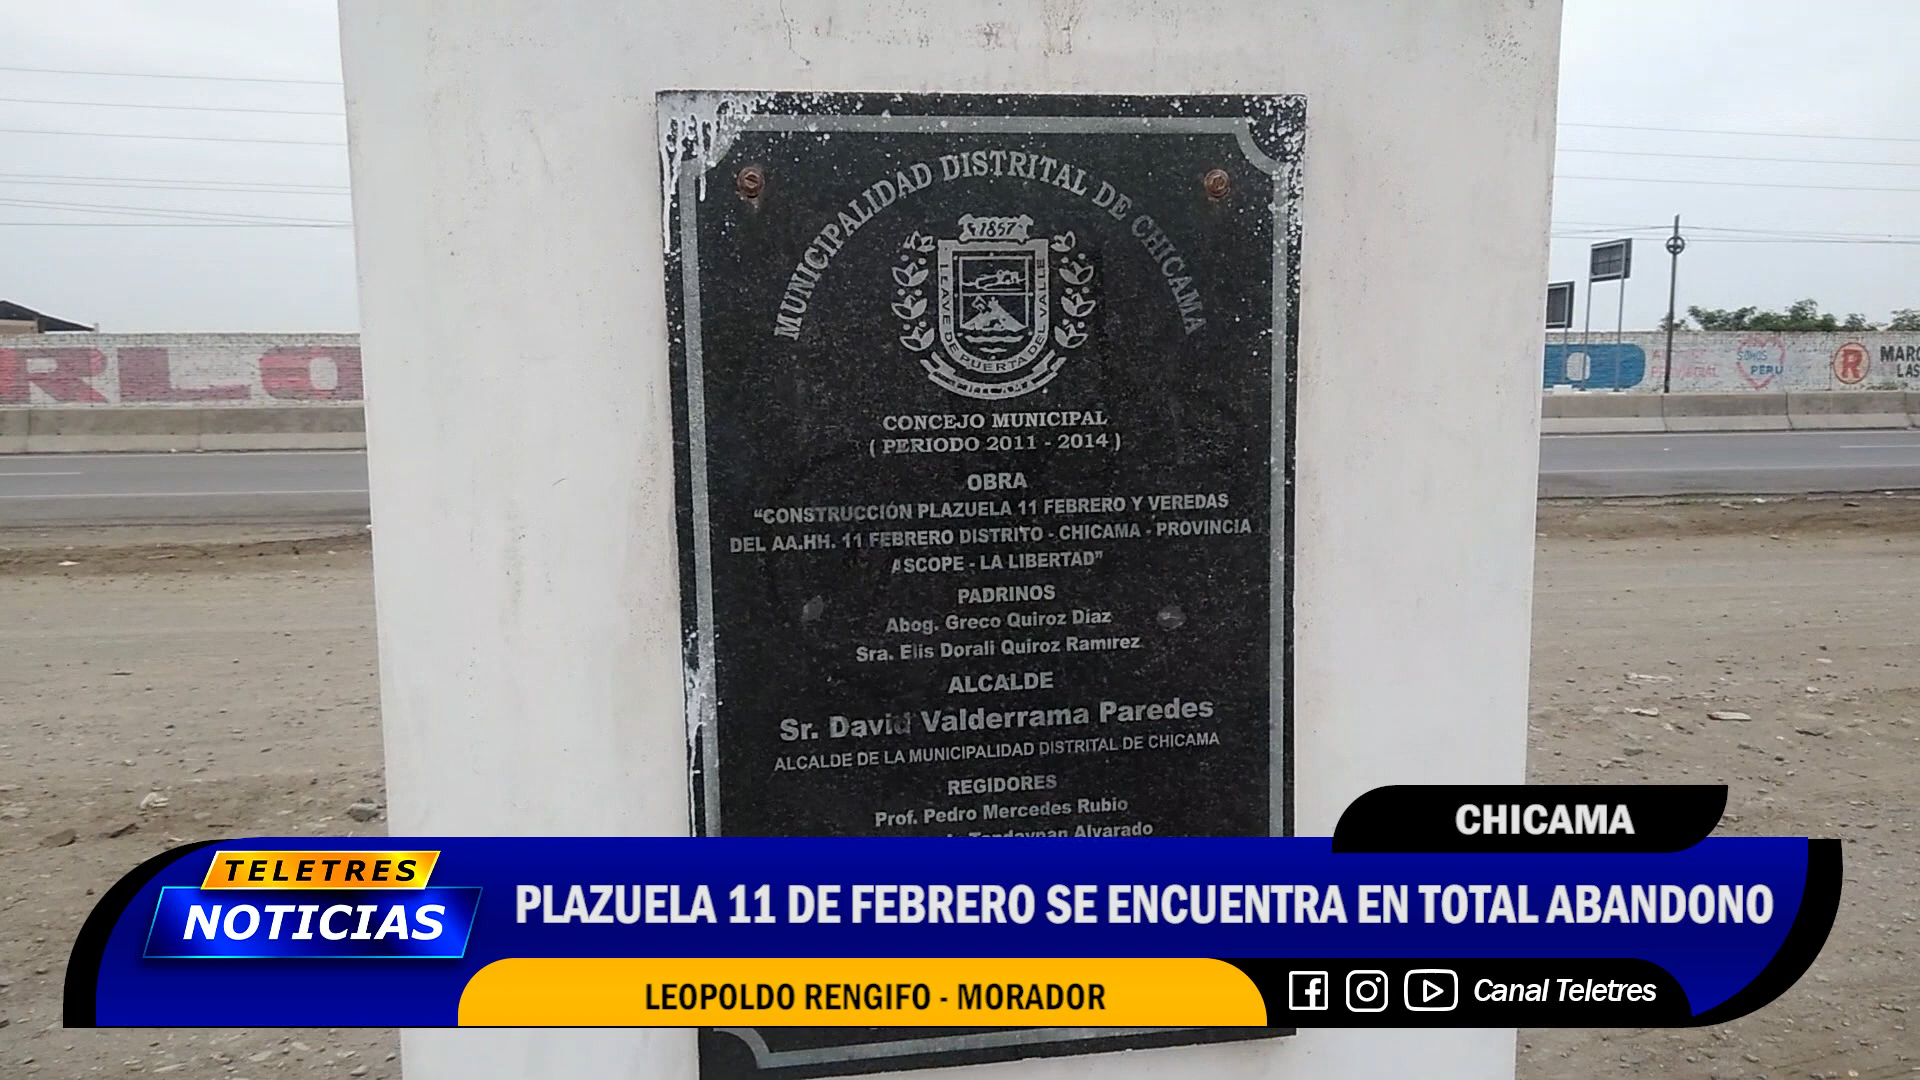 MUNICIPALIDAD DISTRITAL DE CHICAMA
1857
LLAVE DE PUERTA DEL VALLE
CHICAMA
CONCEJO MUNICIPAL
( PERIODO 2011 - 2014 )
OBRA
“CONSTRUCCIÓN PLAZUELA 11 FEBRERO Y VEREDAS
DEL AA.HH. 11 FEBRERO DISTRITO - CHICAMA - PROVINCIA
ASCOPE - LA LIBERTAD”
PADRINOS
Abog. Greco Quiroz Díaz
Sra. Elis Dorali Quiroz Ramirez
ALCALDE
Sr. David Valderrama Paredes
ALCALDE DE LA MUNICIPALIDAD DISTRITAL DE CHICAMA
REGIDORES
Prof. Pedro Mercedes Rubio
Alvarado
RLO
O
SOMOS
PERU
R
MARC
LAS
CHICAMA
TELETRES
NOTICIAS
PLAZUELA 11 DE FEBRERO SE ENCUENTRA EN TOTAL ABANDONO
LEOPOLDO RENGIFO - MORADOR
Canal Teletres